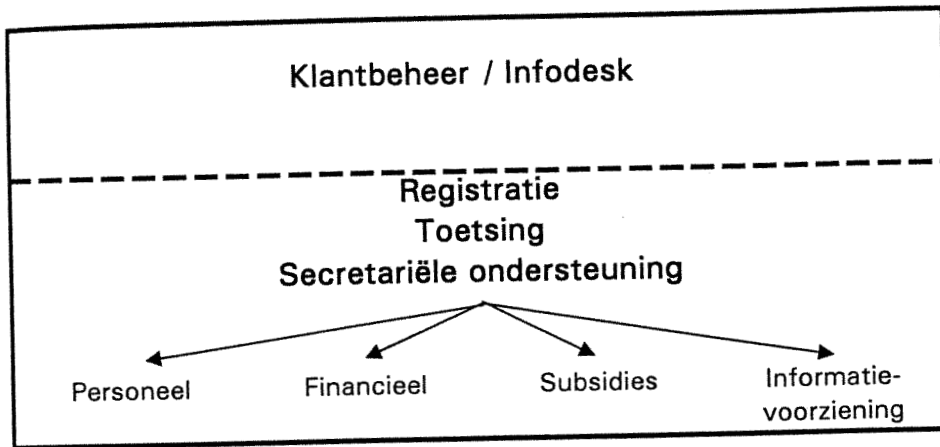 Klantbeheer / Infodesk
Registratie
Toetsing
Secretariële ondersteuning
Personeel
Financieel
Subsidies
Informatie-
voorziening